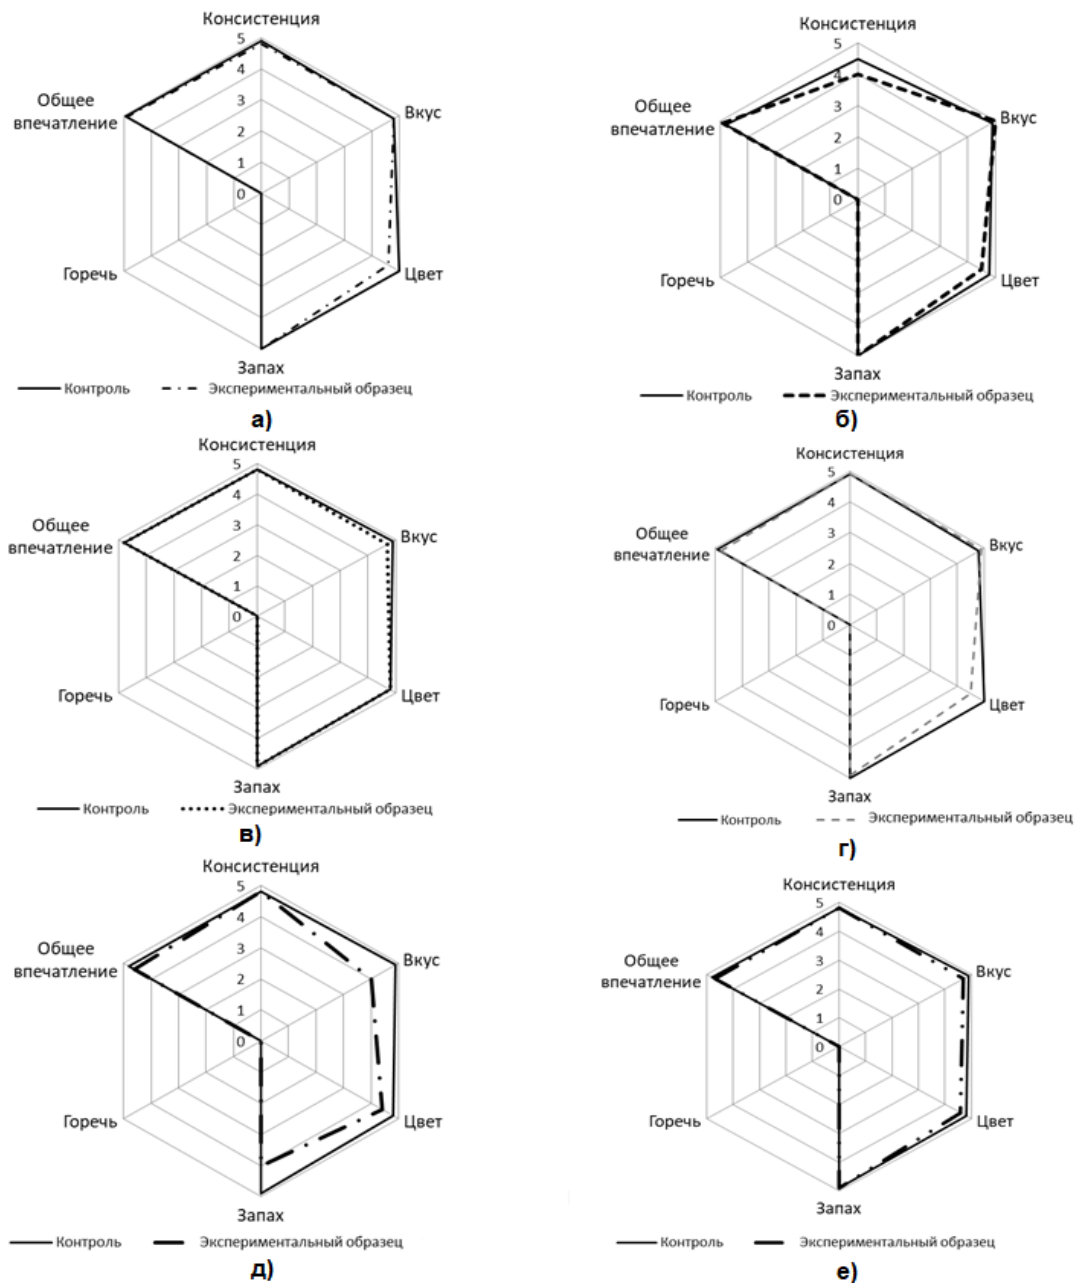 Консистенция
5
4
3
2
1
0
Общее
впечатление
Вкус
Горечь
Цвет
Запах
Контроль
Экспериментальный образец
а)
Консистенция
5
4
3
2
1
0
Общее
впечатление
Вкус
Горечь
Цвет
Запах
Контроль
Экспериментальный образец
б)
Консистенция
5
4
3
2
1
0
Общее
впечатление
Вкус
Горечь
Цвет
Запах
Контроль
Экспериментальный образец
в)
Консистенция
5
4
3
2
1
0
Общее
впечатление
Вкус
Горечь
Цвет
Запах
Контроль
Экспериментальный образец
г)
Консистенция
5
4
3
2
1
0
Общее
впечатление
Вкус
Горечь
Цвет
Запах
Контроль
Экспериментальный образец
д)
Консистенция
5
4
3
2
1
0
Общее
впечатление
Вкус
Горечь
Цвет
Запах
Контроль
Экспериментальный образец
е)